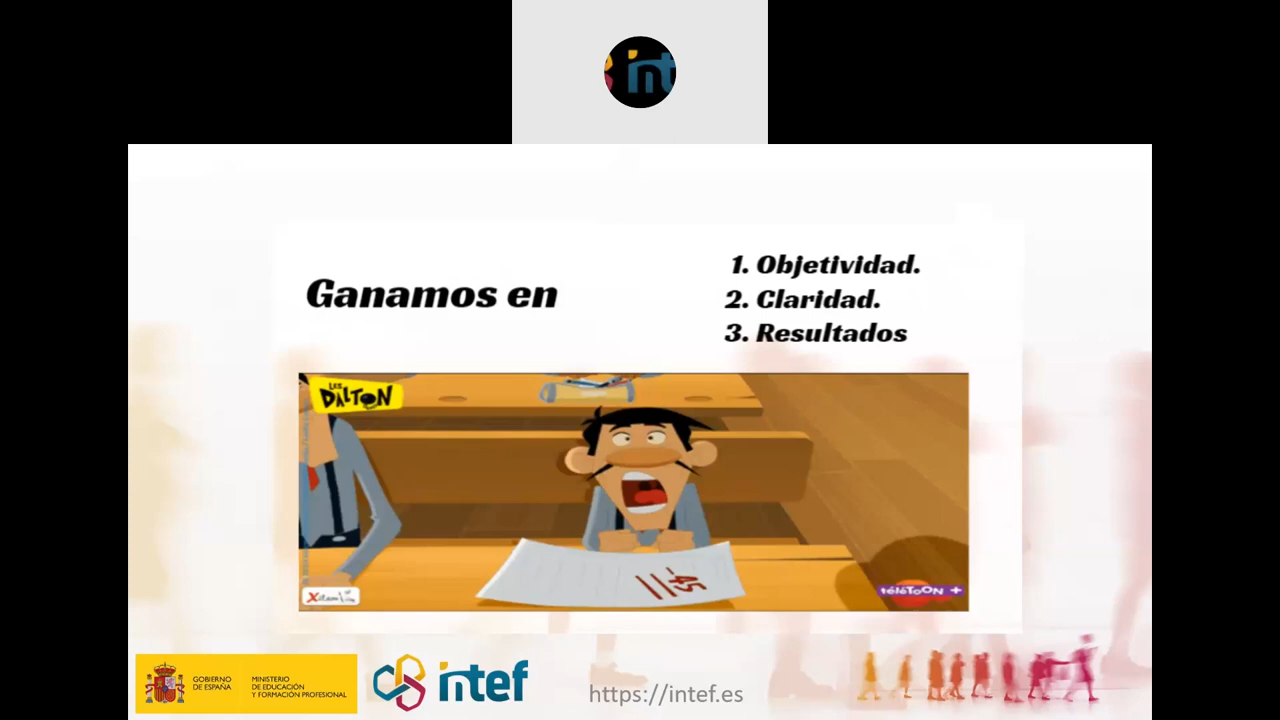 int
Ganamos en
1. Objetividad.
2. Claridad.
3. Resultados
LES
DALTON
-45
Xilam
TéLéTOON +
GOBIERNO
DE ESPAÑA
MINISTERIO
DE EDUCACIÓN
Y FORMACIÓN PROFESIONAL
intef
https://intef.es